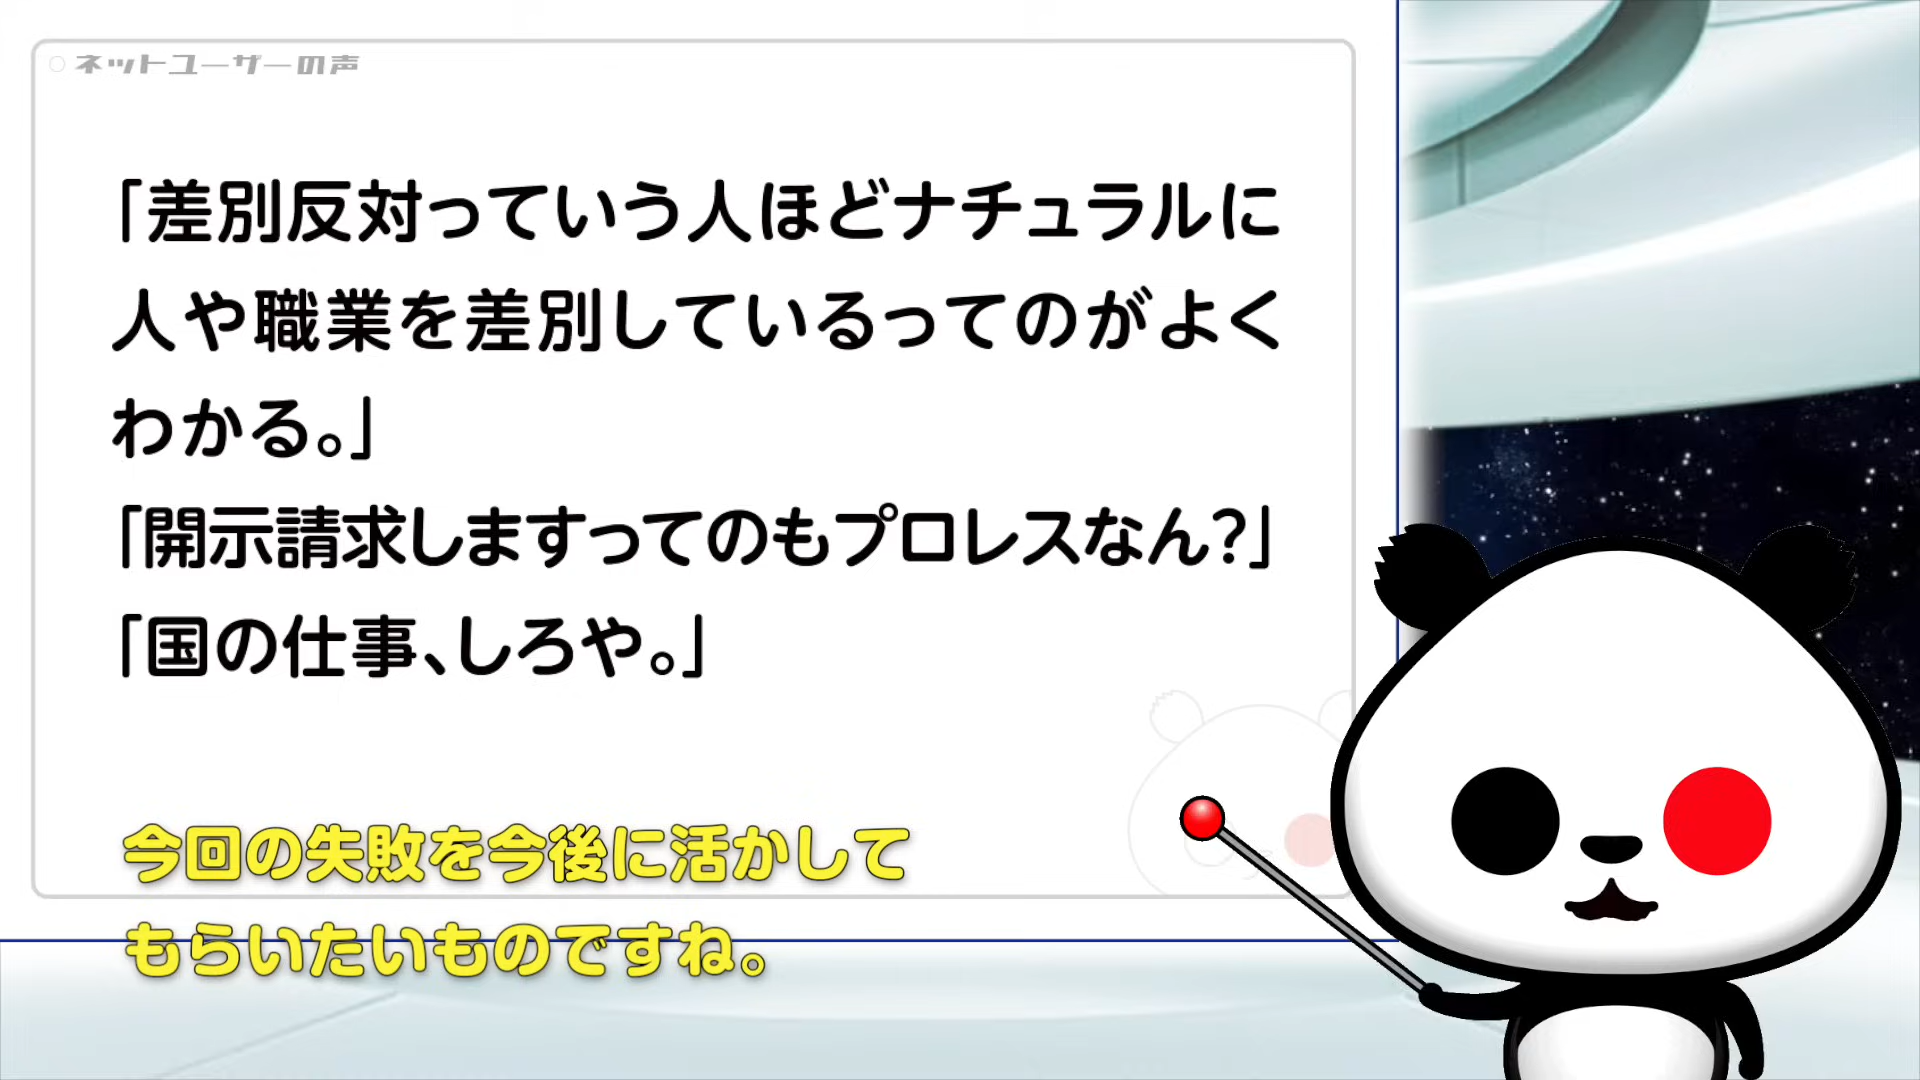 ネットユーザーの声
「差別反対っていう人ほどナチュラルに
人や職業を差別しているってのがよく
わかる。」
「開示請求しますってのもプロレスなん?」
「国の仕事、しろや。」
今回の失敗を今後に活かして
もらいたいものですね。